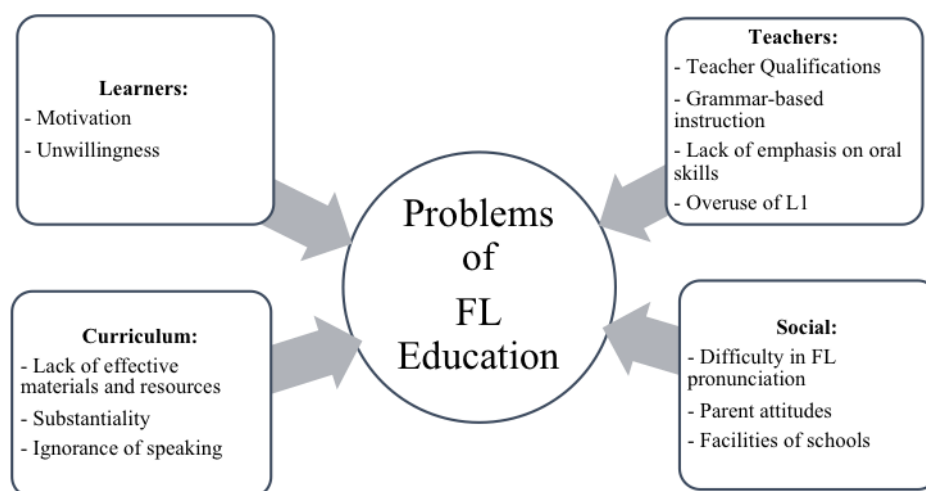 Learners:
- Motivation
- Unwillingness
Teachers:
- Teacher Qualifications
- Grammar-based
instruction
- Lack of emphasis on oral
skills
- Overuse of L1
Problems
of
FL
Education
Curriculum:
- Lack of effective
materials and resources
- Substantiality
- Ignorance of speaking
Social:
- Difficulty in FL
pronunciation
- Parent attitudes
- Facilities of schools